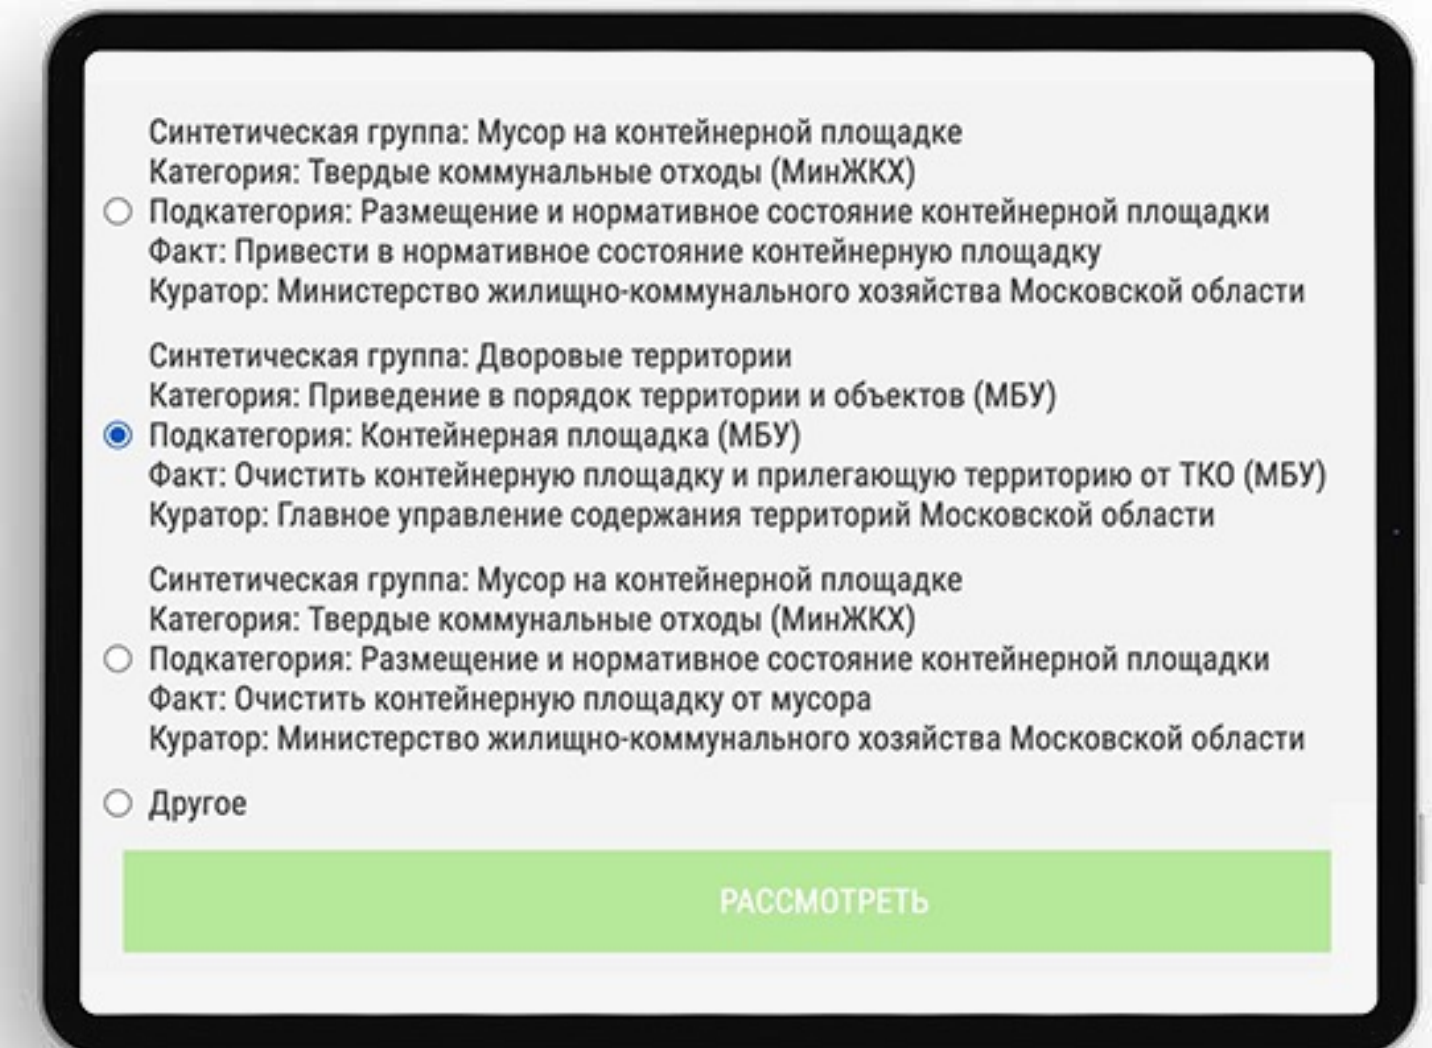 Синтетическая группа: Мусор на контейнерной площадке
Категория: Твердые коммунальные отходы (МинЖКХ)
Подкатегория: Размещение и нормативное состояние контейнерной площадки
Факт: Привести в нормативное состояние контейнерную площадку
Куратор: Министерство жилищно-коммунального хозяйства Московской области
Синтетическая группа: Дворовые территории
Категория: Приведение в порядок территории и объектов (МБУ)
Подкатегория: Контейнерная площадка (МБУ)
Факт: Очистить контейнерную площадку и прилегающую территорию от ТКО (МБУ)
Куратор: Главное управление содержания территорий Московской области
Синтетическая группа: Мусор на контейнерной площадке
Категория: Твердые коммунальные отходы (МинЖКХ)
Подкатегория: Размещение и нормативное состояние контейнерной площадки
Факт: Очистить контейнерную площадку от мусора
Куратор: Министерство жилищно-коммунального хозяйства Московской области
Другое
РАССМОТРЕТЬ